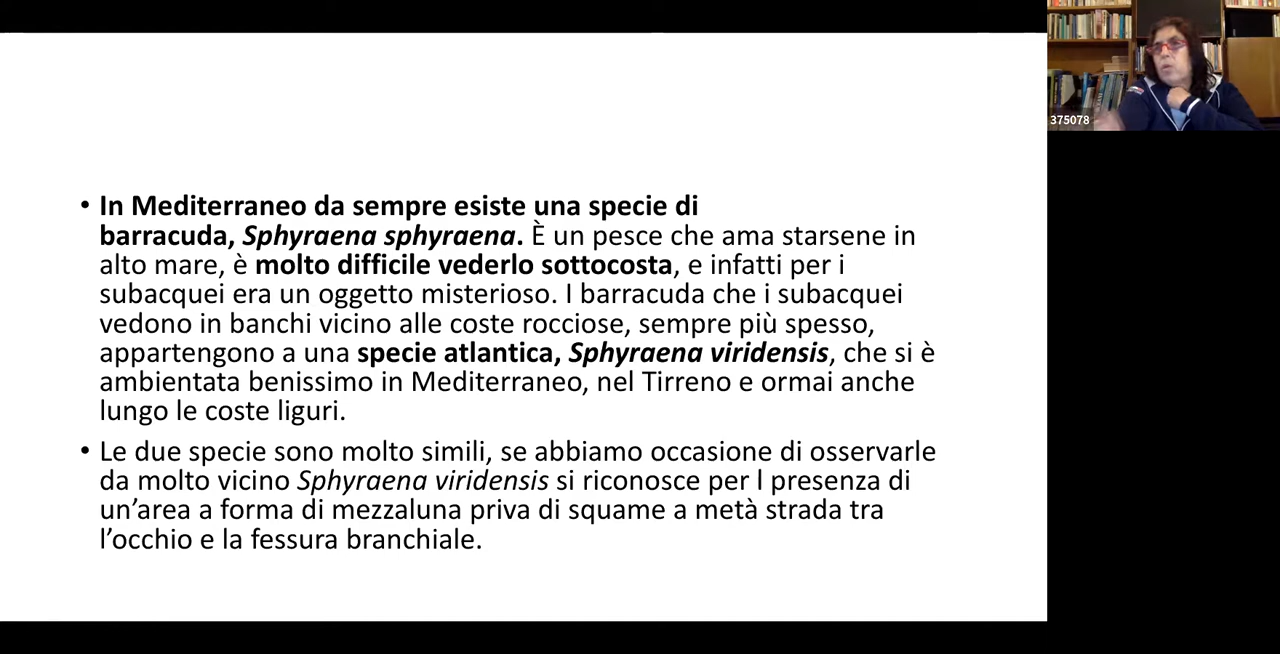 • In Mediterraneo da sempre esiste una specie di
barracuda, Sphyraena sphyraena. È un pesce che ama starsene in
alto mare, è molto difficile vederlo sottocosta, e infatti per i
subacquei era un oggetto misterioso. I barracuda che i subacquei
vedono in banchi vicino alle coste rocciose, sempre più spesso,
appartengono a una specie atlantica, Sphyraena viridensis, che si è
ambientata benissimo in Mediterraneo, nel Tirreno e ormai anche
lungo le coste liguri.
• Le due specie sono molto simili, se abbiamo occasione di osservarle
da molto vicino Sphyraena viridensis si riconosce per l presenza di
un’area a forma di mezzaluna priva di squame a metà strada tra
l’occhio e la fessura branchiale.
375078